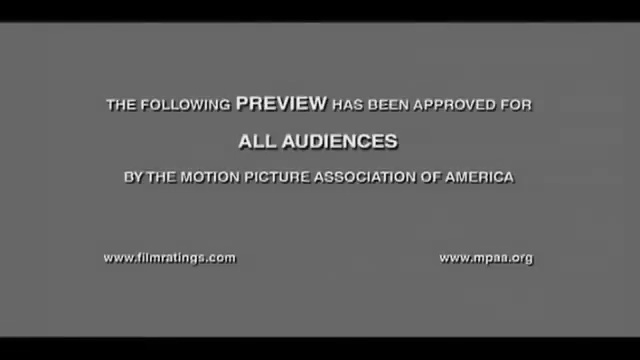 THE FOLLOWING PREVIEW HAS BEEN APPROVED FOR
ALL AUDIENCES
BY THE MOTION PICTURE ASSOCIATION OF AMERICA
www.filmratings.com www.mpaa.org